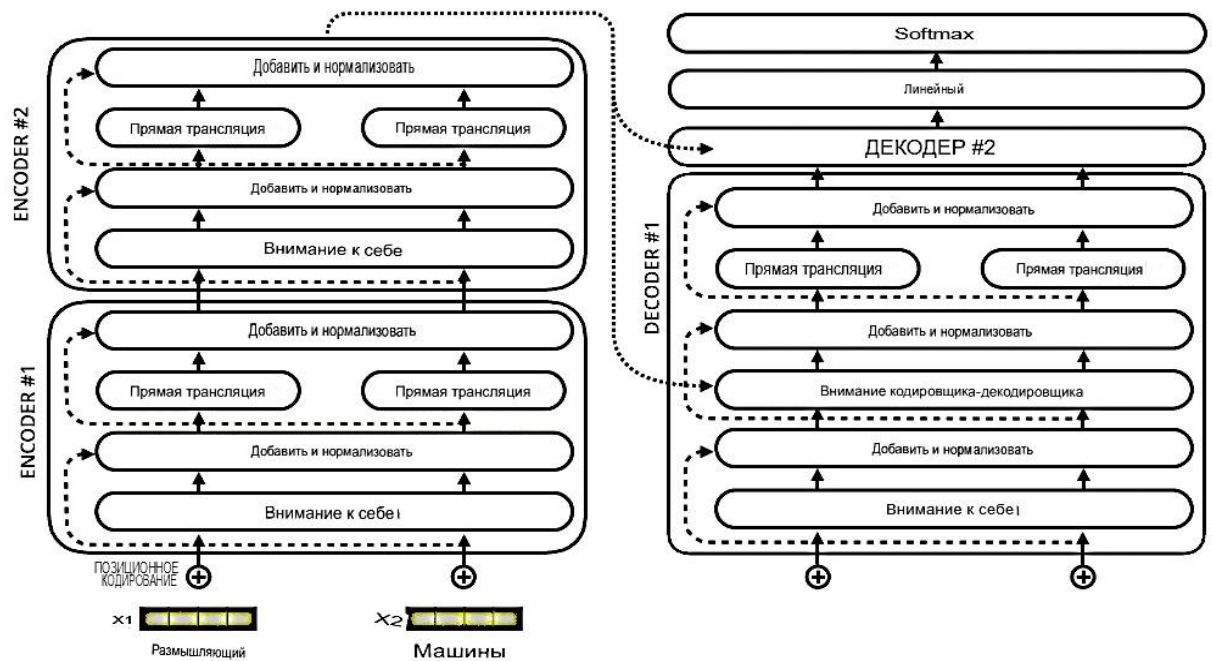 ENCODER #2
Добавить и нормализовать
Прямая трансляция
Прямая трансляция
Добавить и нормализовать
Внимание к себе
ENCODER #1
Добавить и нормализовать
Прямая трансляция
Прямая трансляция
Добавить и нормализовать
Внимание к себе
ПОЗИЦИОННОЕ
КОДИРОВАНИЕ
X1
X2
Размышляющий
Машины
Softmax
Линейный
ДЕКОДЕР #2
DECODER #1
Добавить и нормализовать
Прямая трансляция
Прямая трансляция
Добавить и нормализовать
Внимание кодировщика-декодировщика
Добавить и нормализовать
Внимание к себе